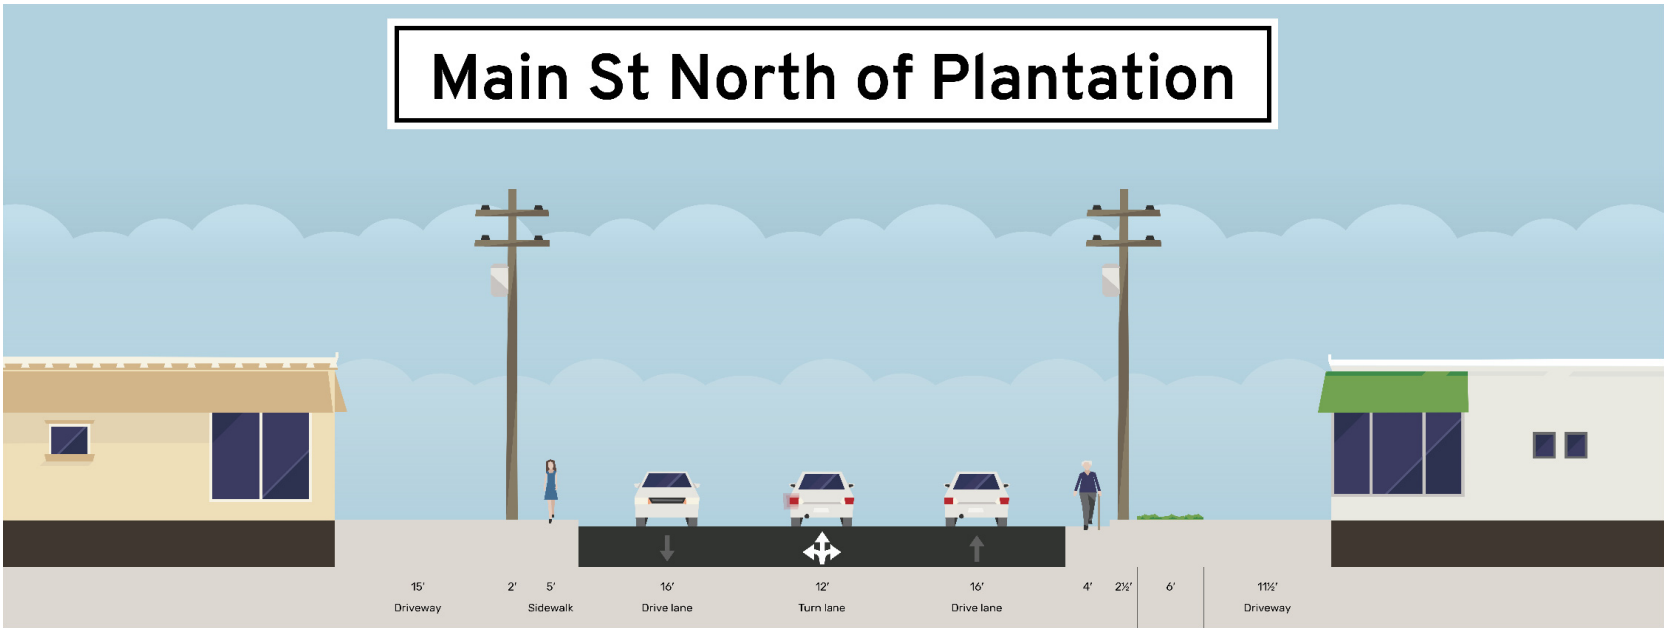 Main St North of Plantation
15' 2' 5' 16' 12' 16' 4' 2½' 6' 11½'
Driveway Sidewalk Drive lane Turn lane Drive lane Driveway